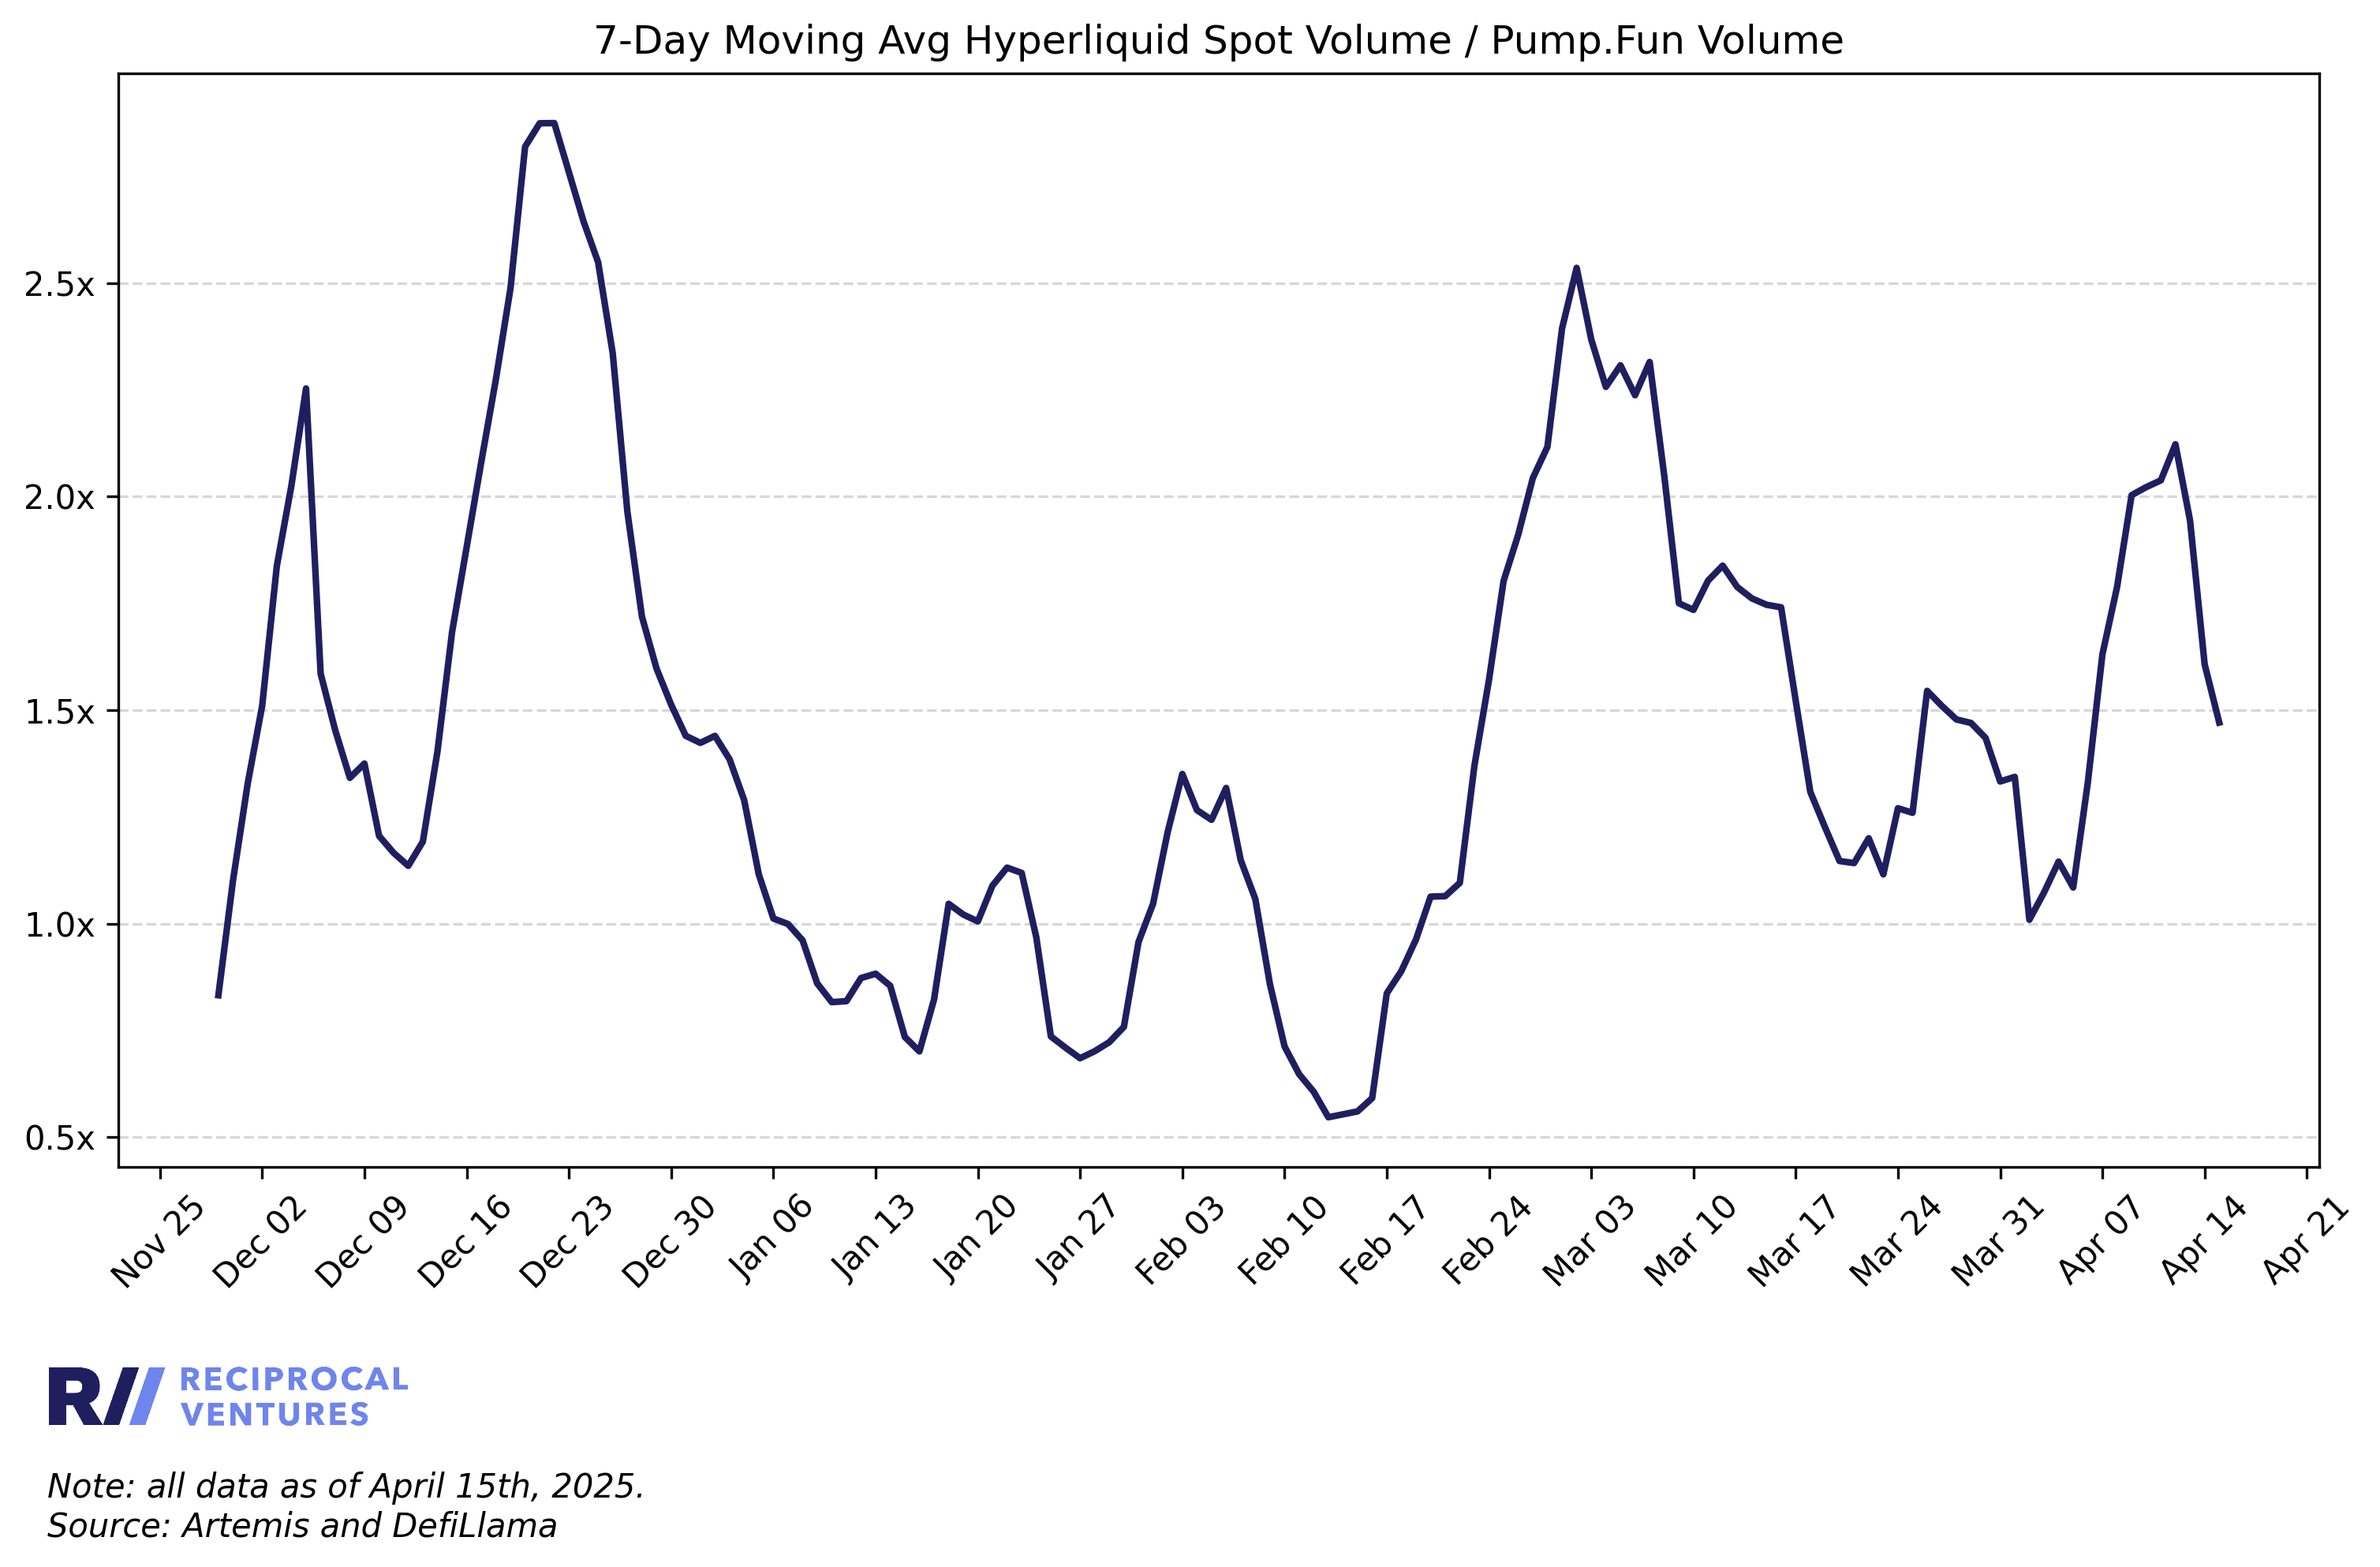 7-Day Moving Avg Hyperliquid Spot Volume / Pump.Fun Volume
2.5x
2.0x
1.5x
1.0x
0.5x
Nov 25
Dec 02
Dec 09
Dec 16
Dec 23
Dec 30
Jan 06
Jan 13
Jan 20
Jan 27
Feb 03
Feb 10
Feb 17
Feb 24
Mar 03
Mar 10
Mar 17
Mar 24
Mar 31
Apr 07
Apr 14
Apr 21
R// RECIPROCAL
VENTURES
Note: all data as of April 15th, 2025.
Source: Artemis and DefiLlama